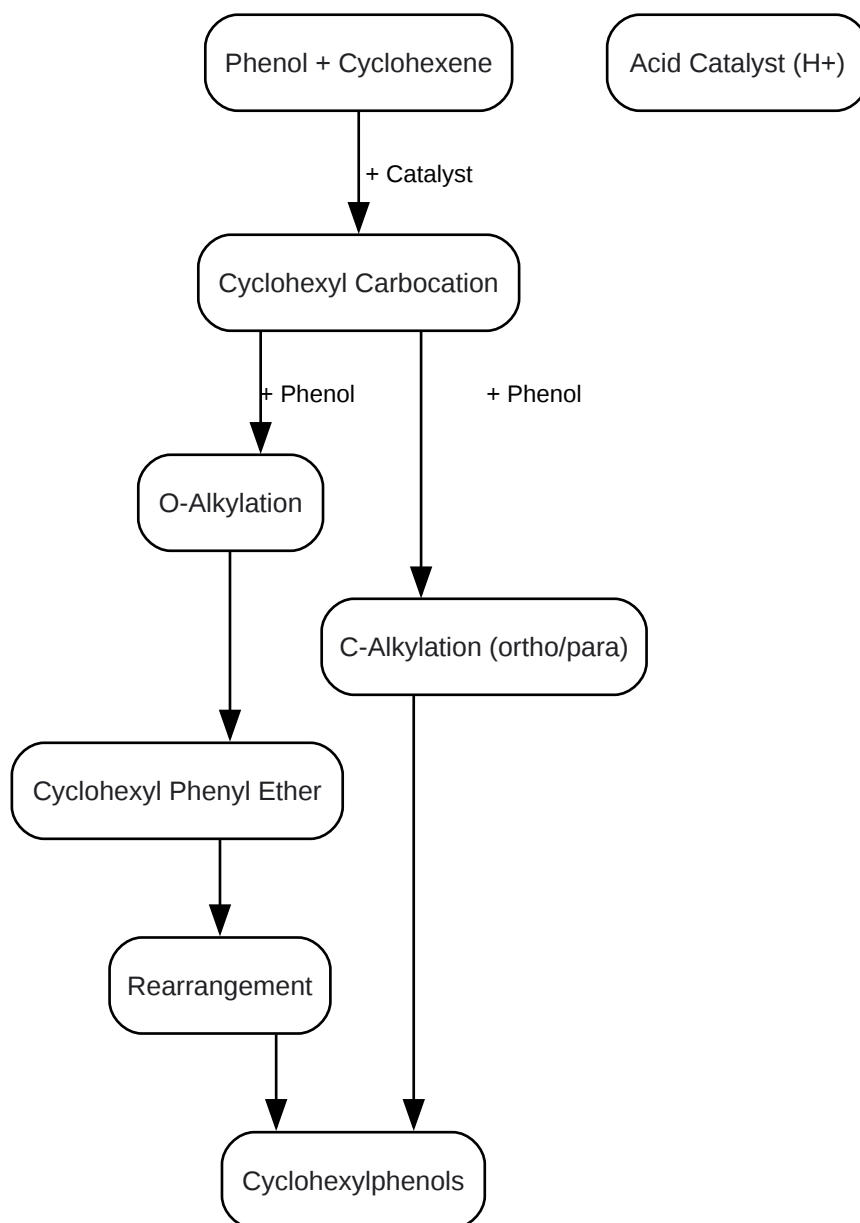 Phenol + Cyclohexene
Acid Catalyst (H+)
+ Catalyst
Cyclohexyl Carbocation
+ Phenol
+ Phenol
O-Alkylation
C-Alkylation (ortho/para)
Cyclohexyl Phenyl Ether
Rearrangement
Cyclohexylphenols